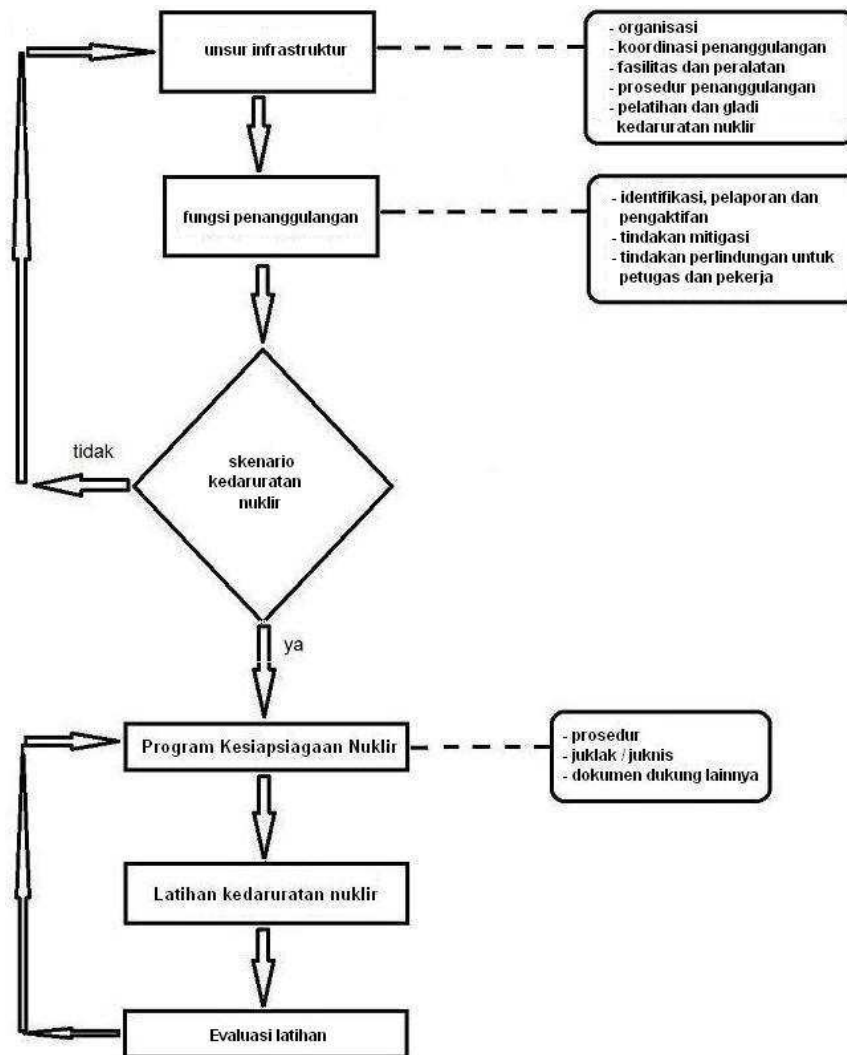 unsur infrastruktur
- organisasi
- koordinasi penanggulangan
- fasilitas dan peralatan
- prosedur penanggulangan
- pelatihan dan gladi
kedaruratan nuklir
fungsi penanggulangan
- identifikasi, pelaporan dan
pengaktifan
- tindakan mitigasi
- tindakan perlindungan untuk
petugas dan pekerja
tidak
skenario
kedaruratan
nuklir
ya
Program Kesiapsiagaan Nuklir
- prosedur
- juklak / juknis
- dokumen dukung lainnya
Latihan kedaruratan nuklir
Evaluasi latihan